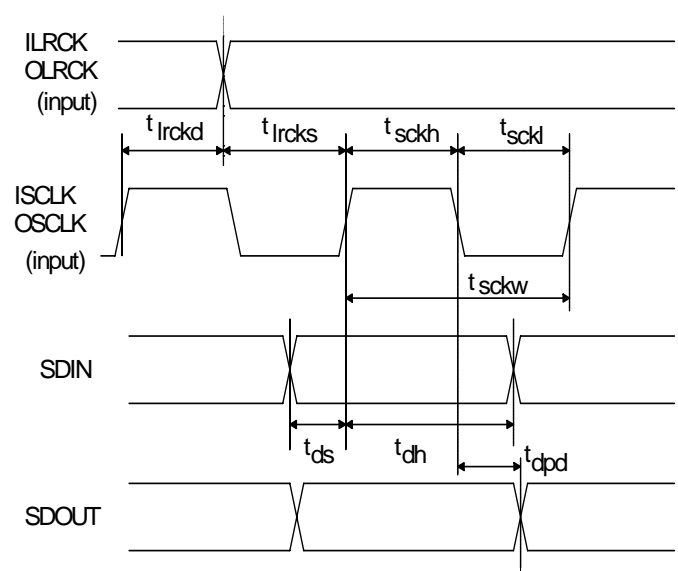 ILRCK
OLRCK
(input)
t lrckd
t lrcks
t sckh
t sckl
ISCLK
OSCLK
(input)
t sckw
SDIN
t ds
t dh
t dpd
SDOUT